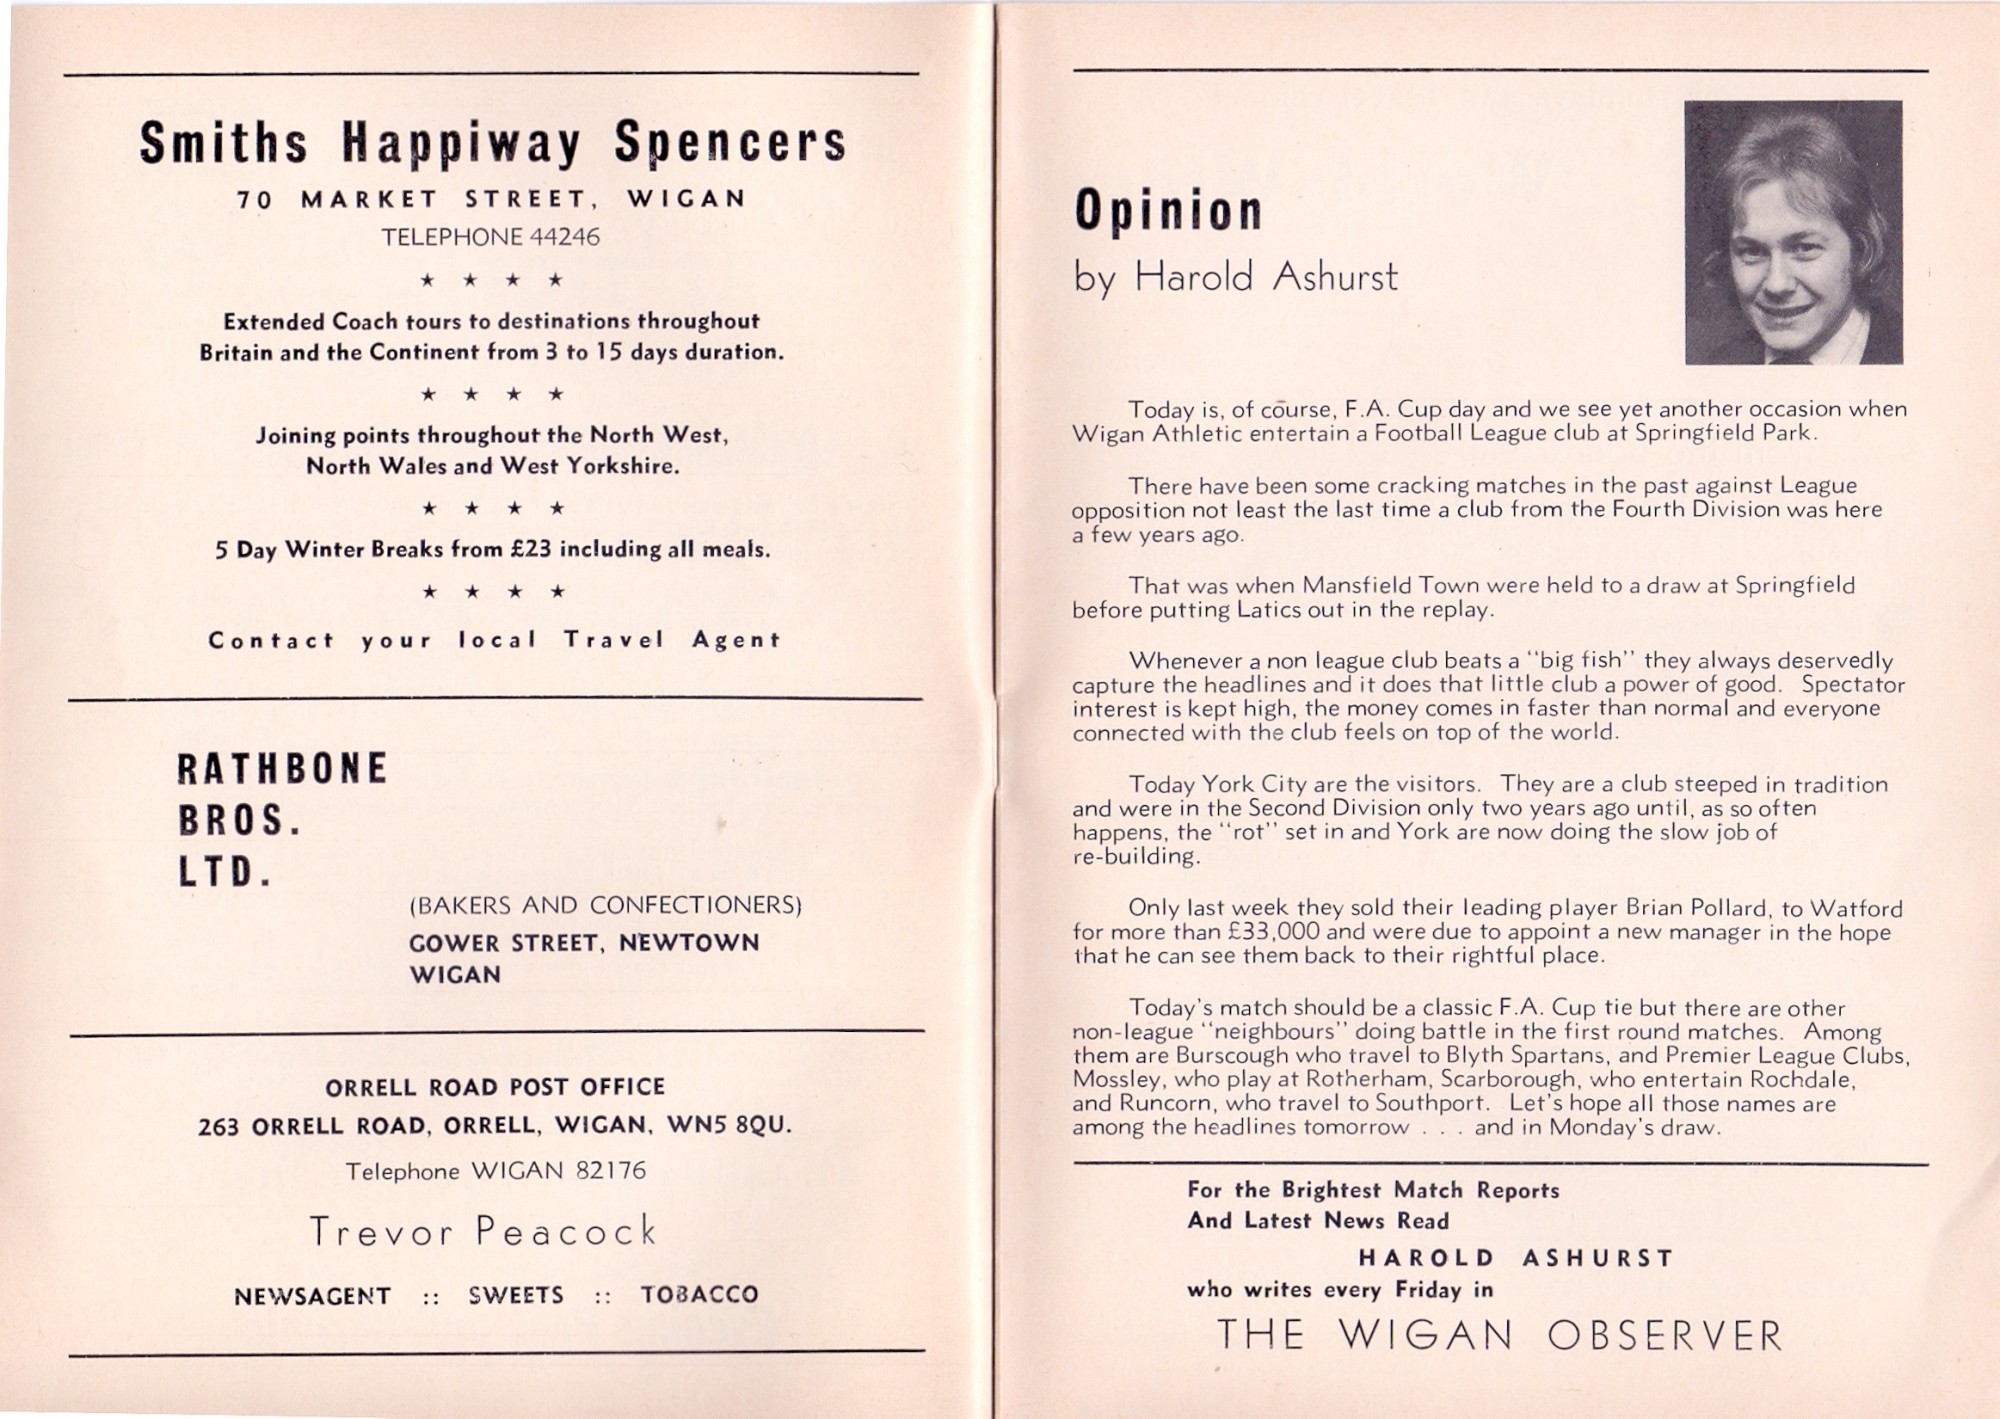 Smiths Happiway Spencers
70 MARKET STREET, WIGAN
TELEPHONE 44246
★ ★ ★ ★
Extended Coach tours to destinations throughout
Britain and the Continent from 3 to 15 days duration.
★ ★ ★ ★
Joining points throughout the North West,
North Wales and West Yorkshire.
★ ★ ★ ★
5 Day Winter Breaks from £23 including all meals.
★ ★ ★ ★
Contact your local Travel Agent
RATHBONE
BROS.
LTD.
(BAKERS AND CONFECTIONERS)
GOWER STREET, NEWTOWN
WIGAN
ORRELL ROAD POST OFFICE
263 ORRELL ROAD, ORRELL, WIGAN, WN5 8QU.
Telephone WIGAN 82176
Trevor Peacock
NEWSAGENT :: SWEETS :: TOBACCO
Opinion
by Harold Ashurst
Today is, of course, F.A. Cup day and we see yet another occasion when
Wigan Athletic entertain a Football League club at Springfield Park.
There have been some cracking matches in the past against League
opposition not least the last time a club from the Fourth Division was here
a few years ago.
That was when Mansfield Town were held to a draw at Springfield
before putting Latics out in the replay.
Whenever a non league club beats a "big fish" they always deservedly
capture the headlines and it does that little club a power of good. Spectator
interest is kept high, the money comes in faster than normal and everyone
connected with the club feels on top of the world.
Today York City are the visitors. They are a club steeped in tradition
and were in the Second Division only two years ago until, as so often
happens, the "rot" set in and York are now doing the slow job of
re-building.
Only last week they sold their leading player Brian Pollard, to Watford
for more than £33,000 and were due to appoint a new manager in the hope
that he can see them back to their rightful place.
Today's match should be a classic F.A. Cup tie but there are other
non-league "neighbours" doing battle in the first round matches. Among
them are Burscough who travel to Blyth Spartans, and Premier League Clubs,
Mossley, who play at Rotherham, Scarborough, who entertain Rochdale,
and Runcorn, who travel to Southport. Let's hope all those names are
among the headlines tomorrow . . . and in Monday's draw.
For the Brightest Match Reports
And Latest News Read
HAROLD ASHURST
who writes every Friday in
THE WIGAN OBSERVER